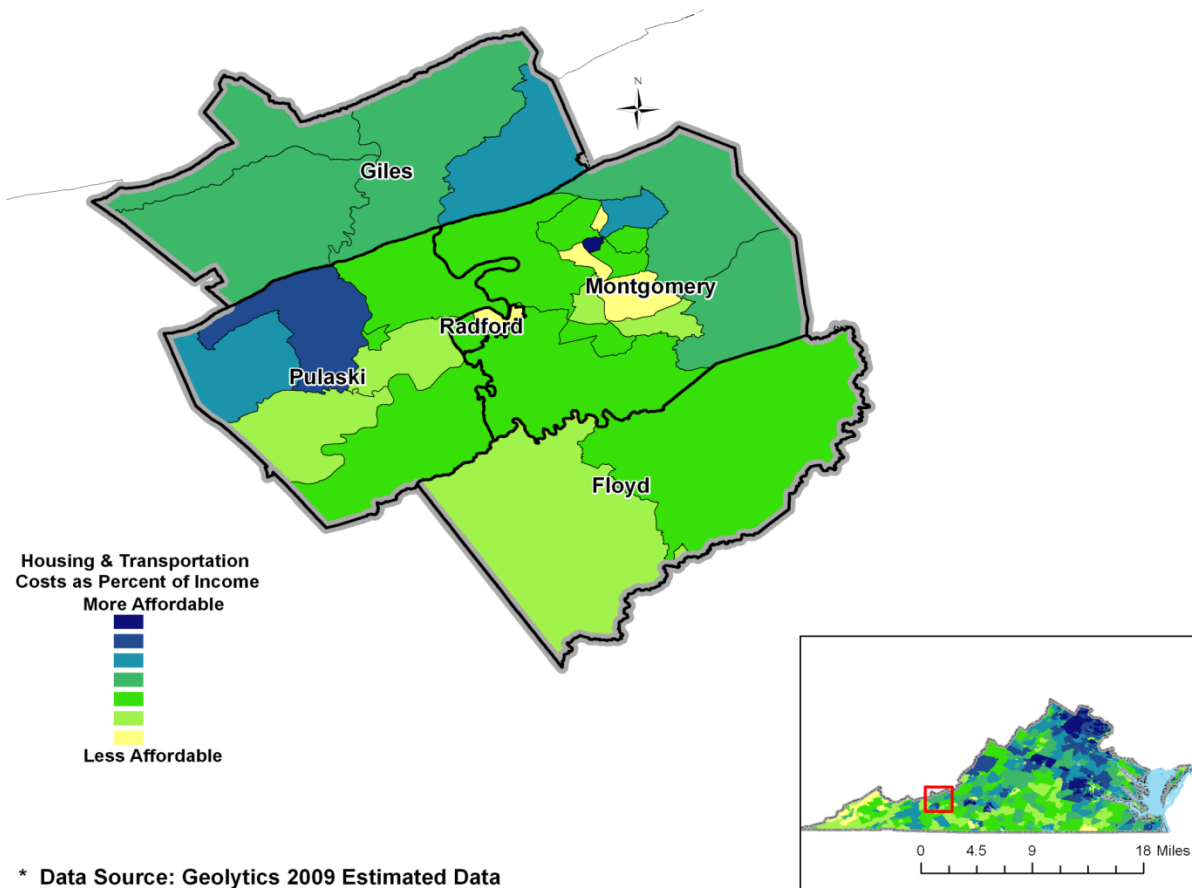 N
Giles
Montgomery
Radford
Pulaski
Floyd
Housing & Transportation
Costs as Percent of Income
More Affordable
Less Affordable
0 4.5 9 18 Miles
* Data Source: Geolytics 2009 Estimated Data